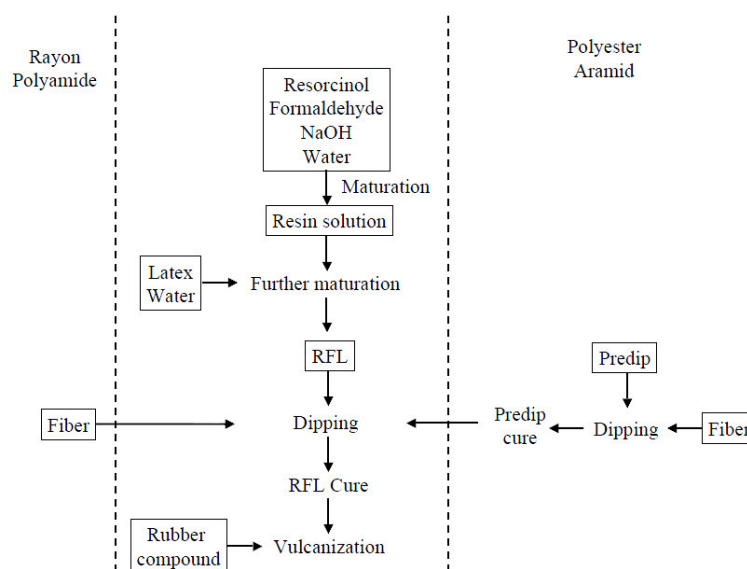 Rayon
Polyamide
Polyester
Aramid
Resorcinol
Formaldehyde
NaOH
Water
Maturation
Resin solution
Latex
Water
Further maturation
RFL
Predip
Fiber
Dipping
Predip
cure
Dipping
Fiber
RFL Cure
Rubber
compound
Vulcanization